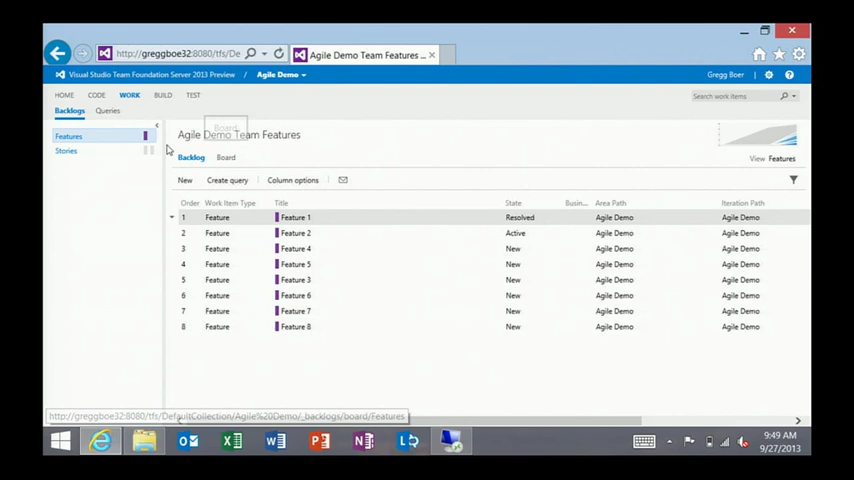 http://greggboe32:8080/tfs/De
Agile Demo Team Features ...
Visual Studio Team Foundation Server 2013 Preview / Agile Demo
Gregg Boer
HOME CODE WORK BUILD TEST
Search work items
Backlogs Queries
Board
Features
Stories
Agile Demo Team Features
Backlog Board
View Features
New Create query Column options
Order Work Item Type Title State Busin... Area Path Iteration Path
1 Feature Feature 1 Resolved Agile Demo Agile Demo
2 Feature Feature 2 Active Agile Demo Agile Demo
3 Feature Feature 4 New Agile Demo Agile Demo
4 Feature Feature 5 New Agile Demo Agile Demo
5 Feature Feature 3 New Agile Demo Agile Demo
6 Feature Feature 6 New Agile Demo Agile Demo
7 Feature Feature 7 New Agile Demo Agile Demo
8 Feature Feature 8 New Agile Demo Agile Demo
http://greggboe32:8080/tfs/DefaultCollection/Agile%20Demo/_backlogs/board/Features
9:49 AM
9/27/2013